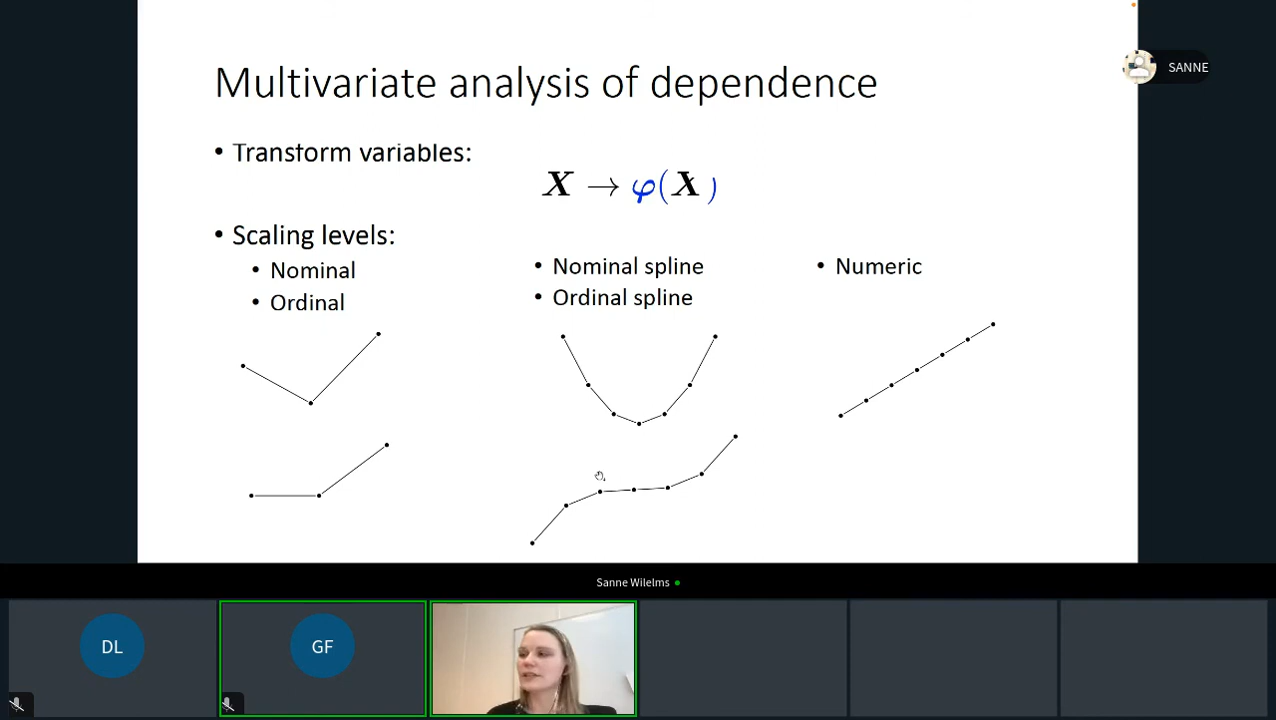 SANNE
Multivariate analysis of dependence
• Transform variables:
X → φ(X )
• Scaling levels:
• Nominal
• Ordinal
• Nominal spline
• Ordinal spline
• Numeric
Sanne Wilelms
DL
GF